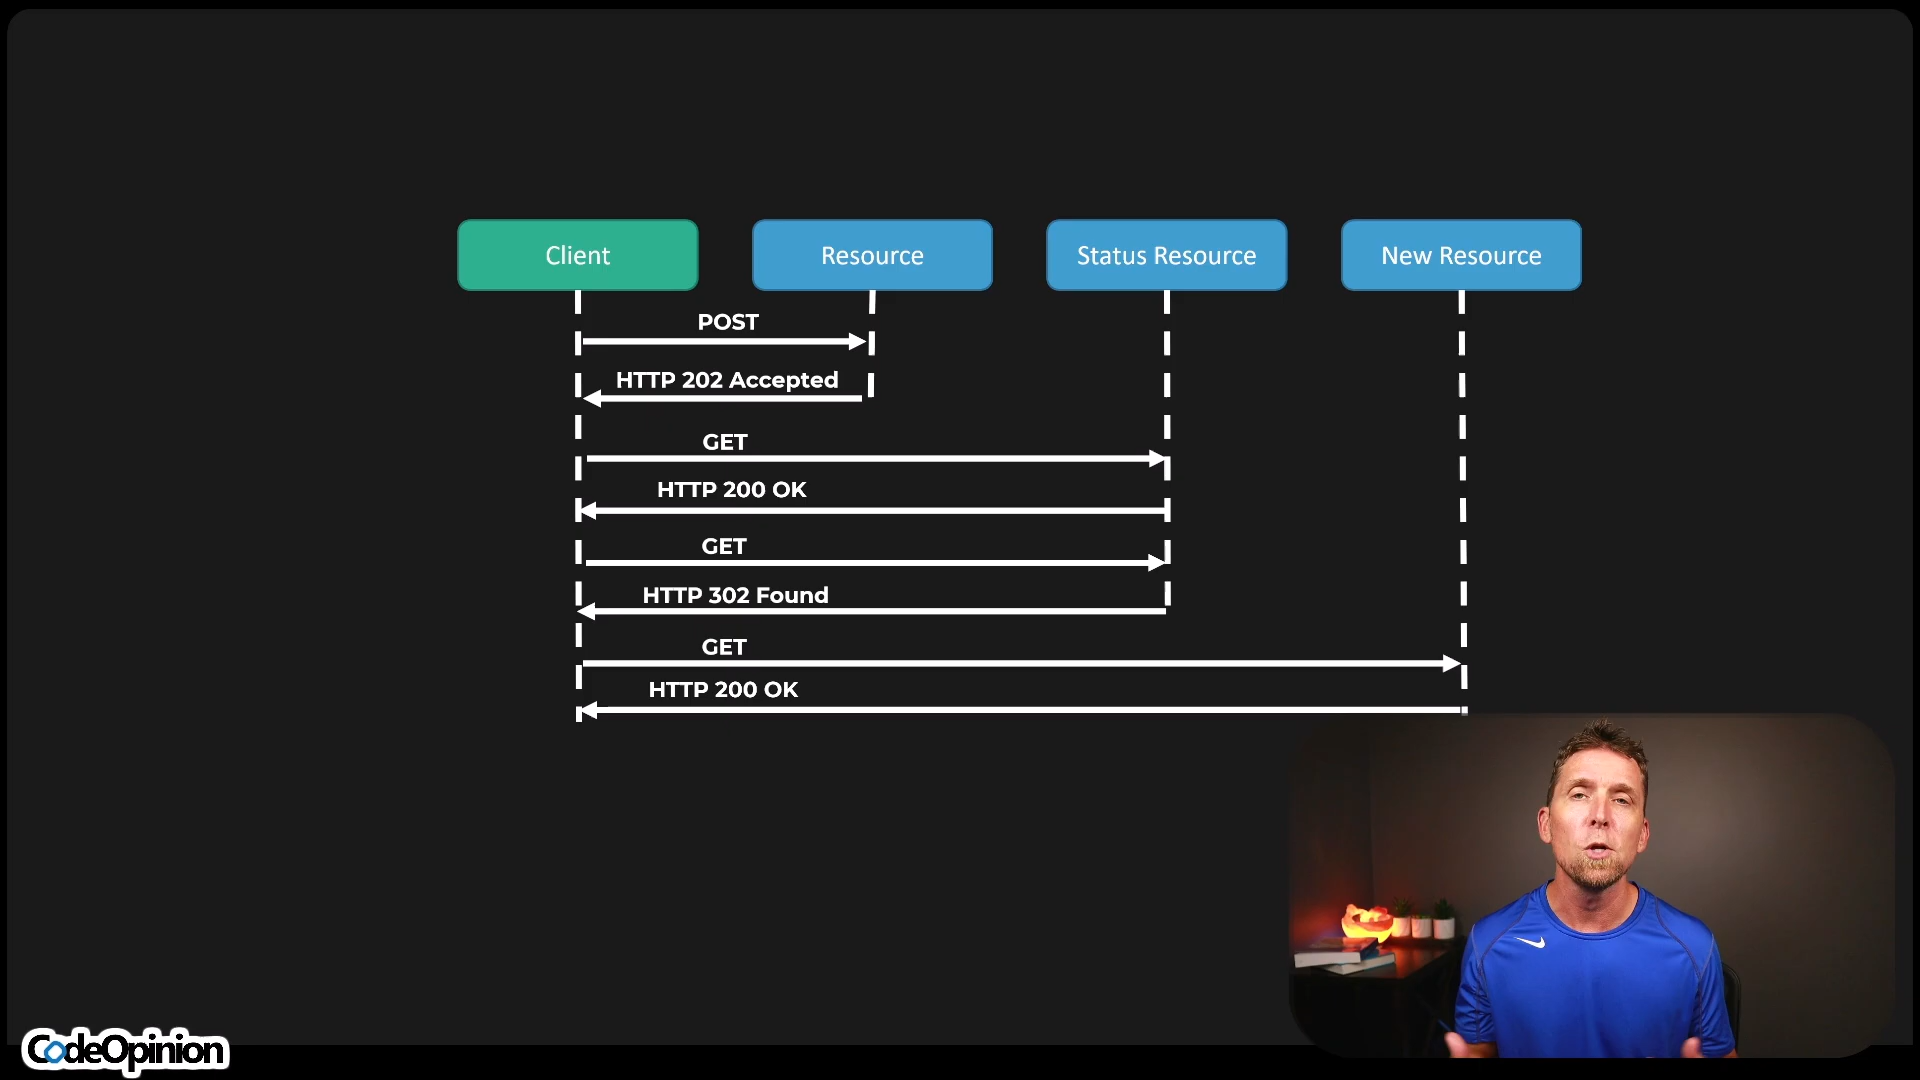 Client
Resource
Status Resource
New Resource
POST
HTTP 202 Accepted
GET
HTTP 200 OK
GET
HTTP 302 Found
GET
HTTP 200 OK
CodeOpinion